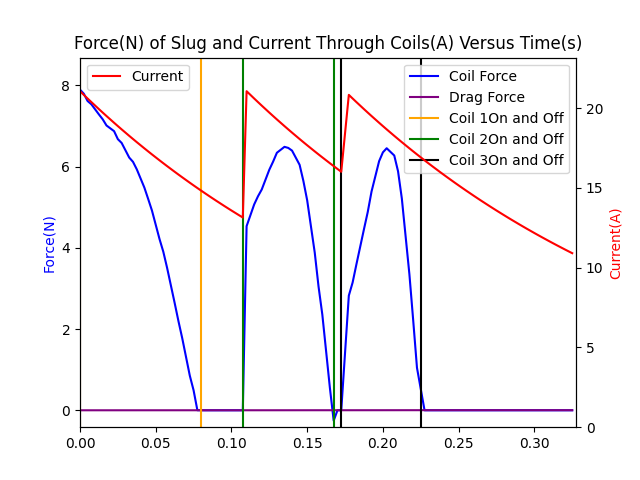 Force(N) of Slug and Current Through Coils(A) Versus Time(s)
Current
Coil Force
Drag Force
Coil 1On and Off
Coil 2On and Off
Coil 3On and Off
Force(N)
8
6
4
2
0
Current(A)
20
15
10
5
0
0.00 0.05 0.10 0.15 0.20 0.25 0.30